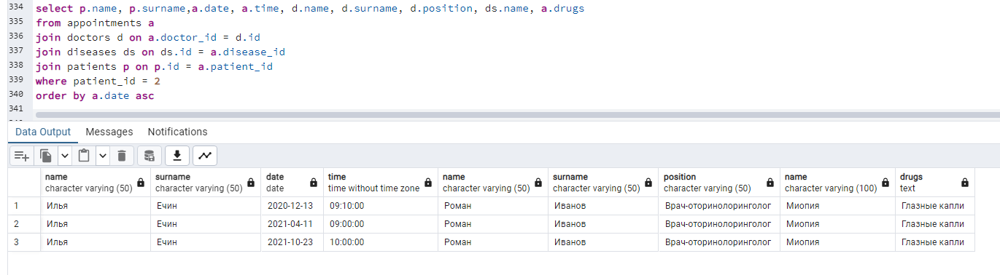 334 select p.name, p.surname,a.date, a.time, d.name, d.surname, d.position, ds.name, a.drugs
335 from appointments a
336 join doctors d on a.doctor_id = d.id
337 join diseases ds on ds.id = a.disease_id
338 join patients p on p.id = a.patient_id
339 where patient_id = 2
340 order by a.date asc
341
Data Output Messages Notifications
name surname date time name surname position name drugs
character varying (50) character varying (50) date time without time zone character varying (50) character varying (50) character varying (50) character varying (100) text
1 Илья Ечин 2020-12-13 09:10:00 Роман Иванов Врач-оторинолоринголог Миопия Глазные капли
2 Илья Ечин 2021-04-11 09:00:00 Роман Иванов Врач-оторинолоринголог Миопия Глазные капли
3 Илья Ечин 2021-10-23 10:00:00 Роман Иванов Врач-оторинолоринголог Миопия Глазные капли